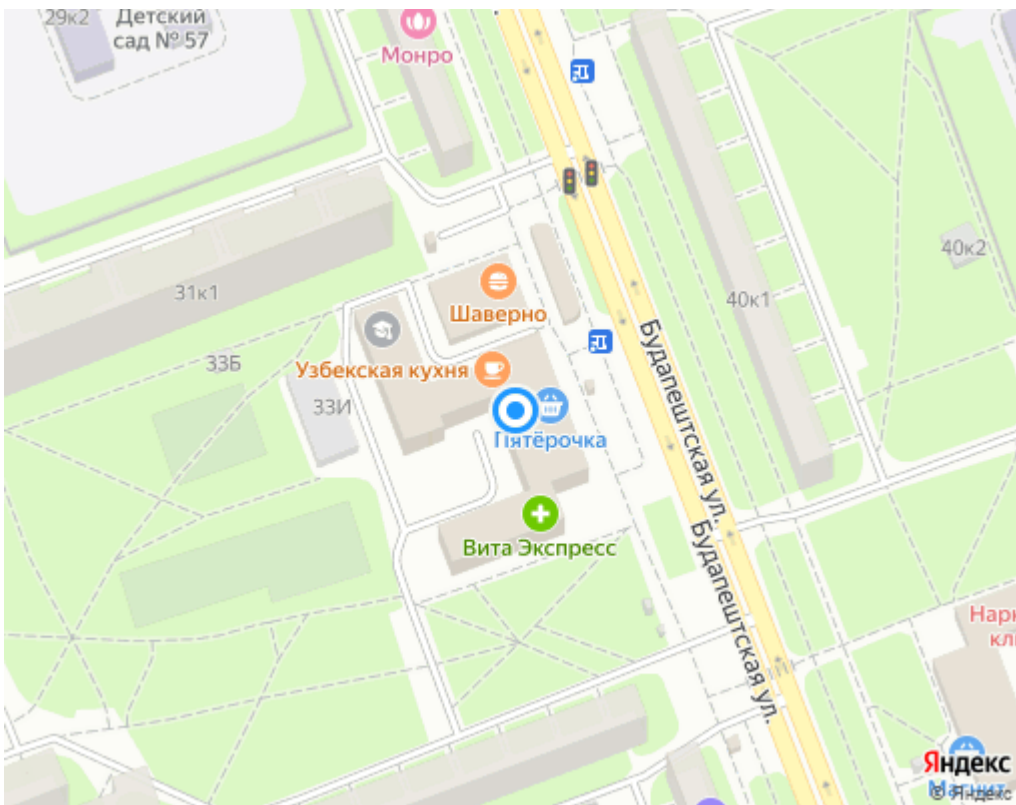 29к2
Детский
сад № 57
Монро
31к1
40к2
40к1
Шаверно
33Б
Узбекская кухня
33И
Пятёрочка
Будапештская ул.
Вита Экспресс
Будапештская ул.
Яндекс
Магнит
© Яндекс